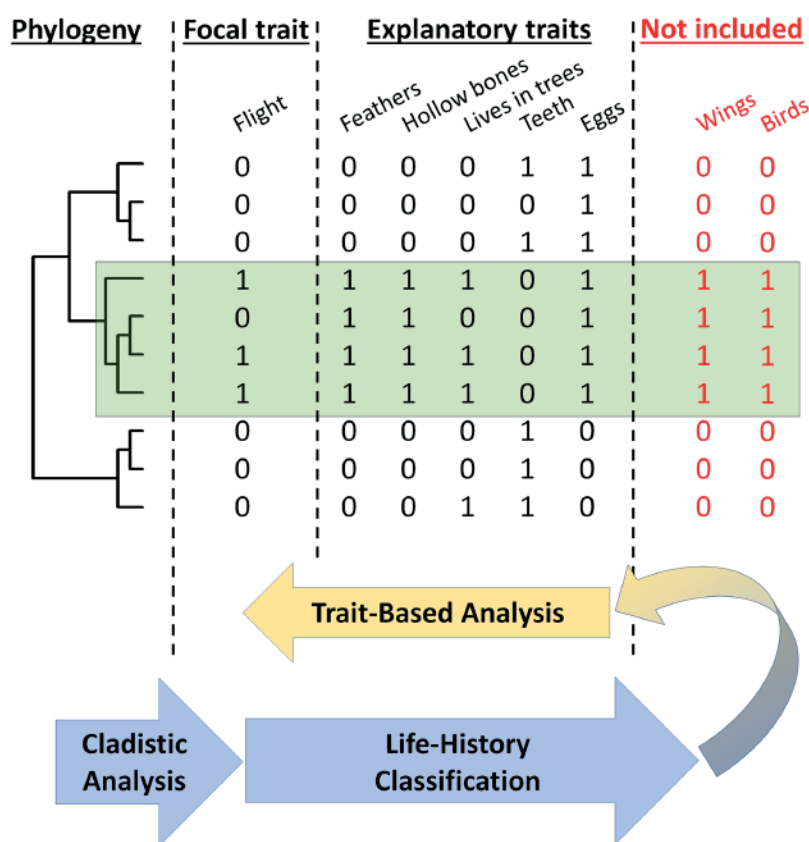 Phylogeny Focal trait Explanatory traits Not included
Flight Feathers Hollow bones Lives in trees Teeth Eggs Wings Birds
0 0 0 0 1 1 0 0
0 0 0 0 0 1 0 0
0 0 0 0 1 1 0 0
1 1 1 1 0 1 1 1
0 1 1 0 0 1 1 1
1 1 1 1 0 1 1 1
1 1 1 1 0 1 1 1
0 0 0 0 1 0 0 0
0 0 0 0 1 0 0 0
0 0 0 1 1 0 0 0
Trait-Based Analysis
Cladistic
Analysis
Life-History
Classification